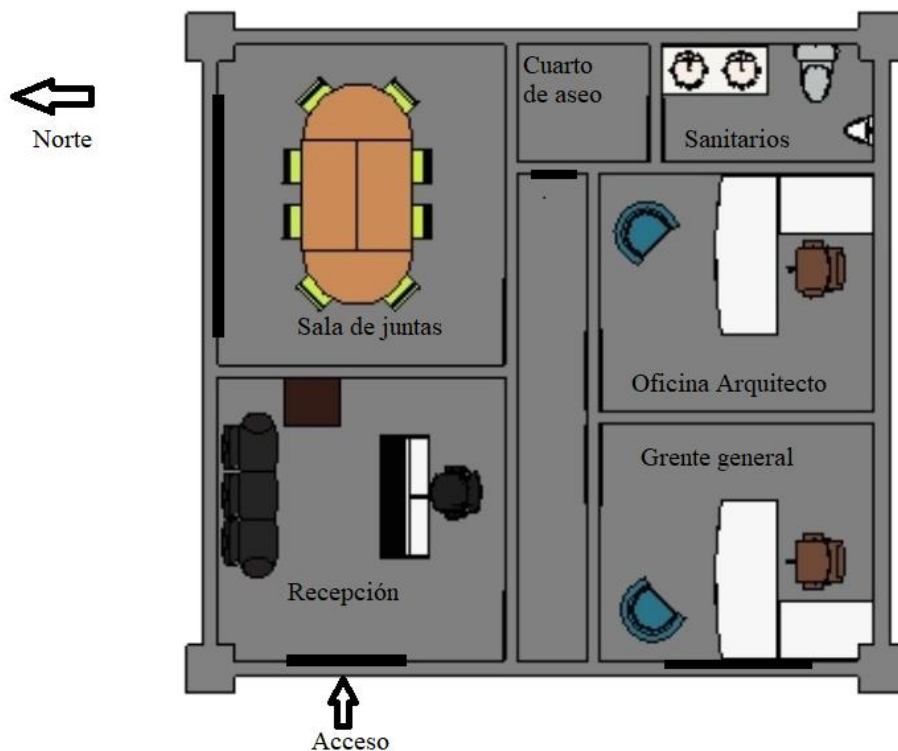 Cuarto
de aseo
Norte
Sanitarios
Sala de juntas
Oficina Arquitecto
Grente general
Recepción
Acceso